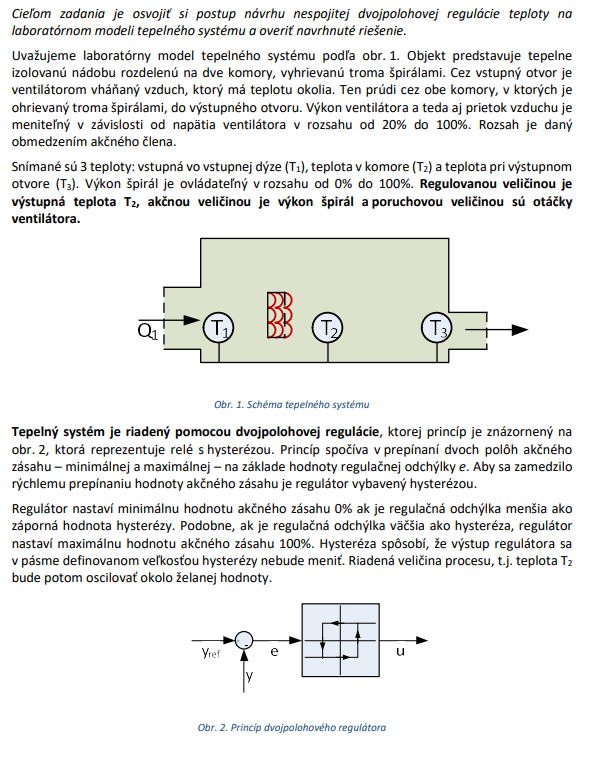 Cieľom zadania je osvojiť si postup návrhu nespojitej dvojpolohovej regulácie teploty na
laboratórnom modeli tepelného systému a overiť navrhnuté riešenie.
Uvažujeme laboratórny model tepelného systému podľa obr. 1. Objekt predstavuje tepelne
izolovanú nádobu rozdelenú na dve komory, vyhrievanú troma špirálami. Cez vstupný otvor je
ventilátorom vháňaný vzduch, ktorý má teplotu okolia. Ten prúdi cez obe komory, v ktorých je
ohrievaný troma špirálami, do výstupného otvoru. Výkon ventilátora a teda aj prietok vzduchu je
meniteľný v závislosti od napätia ventilátora v rozsahu od 20% do 100%. Rozsah je daný
obmedzením akčného člena.
Snímané sú 3 teploty: vstupná vo vstupnej dýze (T₁), teplota v komore (T₂) a teplota pri výstupnom
otvore (T₃). Výkon špirál je ovládateľný v rozsahu od 0% do 100%. Regulovanou veličinou je
výstupná teplota T₂, akčnou veličinou je výkon špirál a poruchovou veličinou sú otáčky
ventilátora.
Q₁ T₁ T₂ T₃
Obr. 1. Schéma tepelného systému
Tepelný systém je riadený pomocou dvojpolohovej regulácie, ktorej princíp je znázornený na
obr. 2, ktorá reprezentuje relé s hysterézou. Princíp spočíva v prepínaní dvoch polôh akčného
zásahu – minimálnej a maximálnej – na základe hodnoty regulačnej odchýlky e. Aby sa zamedzilo
rýchlemu prepínaniu hodnoty akčného zásahu je regulátor vybavený hysterézou.
Regulátor nastaví minimálnu hodnotu akčného zásahu 0% ak je regulačná odchýlka menšia ako
záporná hodnota hysterézy. Podobne, ak je regulačná odchýlka väčšia ako hysteréza, regulátor
nastaví maximálnu hodnotu akčného zásahu 100%. Hysteréza spôsobí, že výstup regulátora sa
v pásme definovanom veľkosťou hysterézy nebude meniť. Riadená veličina procesu, t.j. teplota T₂
bude potom oscilovať okolo želanej hodnoty.
yref - e u
y
Obr. 2. Princíp dvojpolohového regulátora